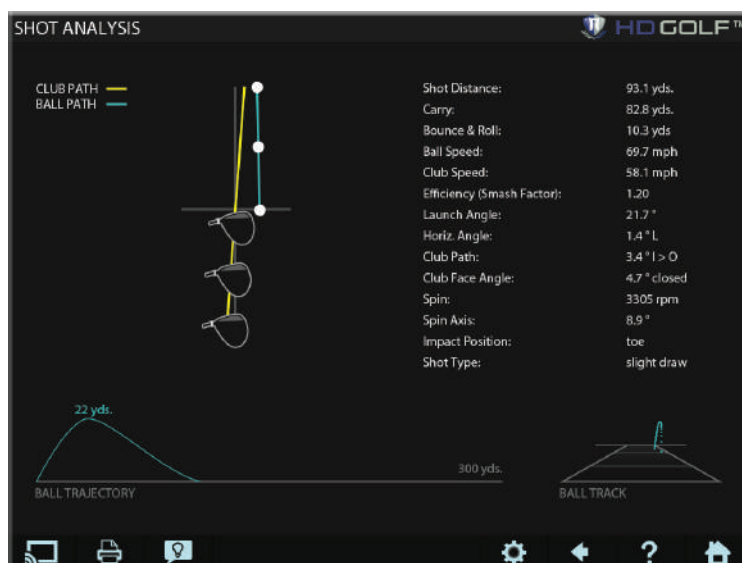 SHOT ANALYSIS
HD GOLF™
CLUB PATH
BALL PATH
Shot Distance: 93.1 yds.
Carry: 82.8 yds.
Bounce & Roll: 10.3 yds
Ball Speed: 69.7 mph
Club Speed: 58.1 mph
Efficiency (Smash Factor): 1.20
Launch Angle: 21.7 °
Horiz. Angle: 1.4 ° L
Club Path: 3.4 ° I > O
Club Face Angle: 4.7 ° closed
Spin: 3305 rpm
Spin Axis: 8.9 °
Impact Position: toe
Shot Type: slight draw
22 yds.
300 yds.
BALL TRAJECTORY
BALL TRACK
?